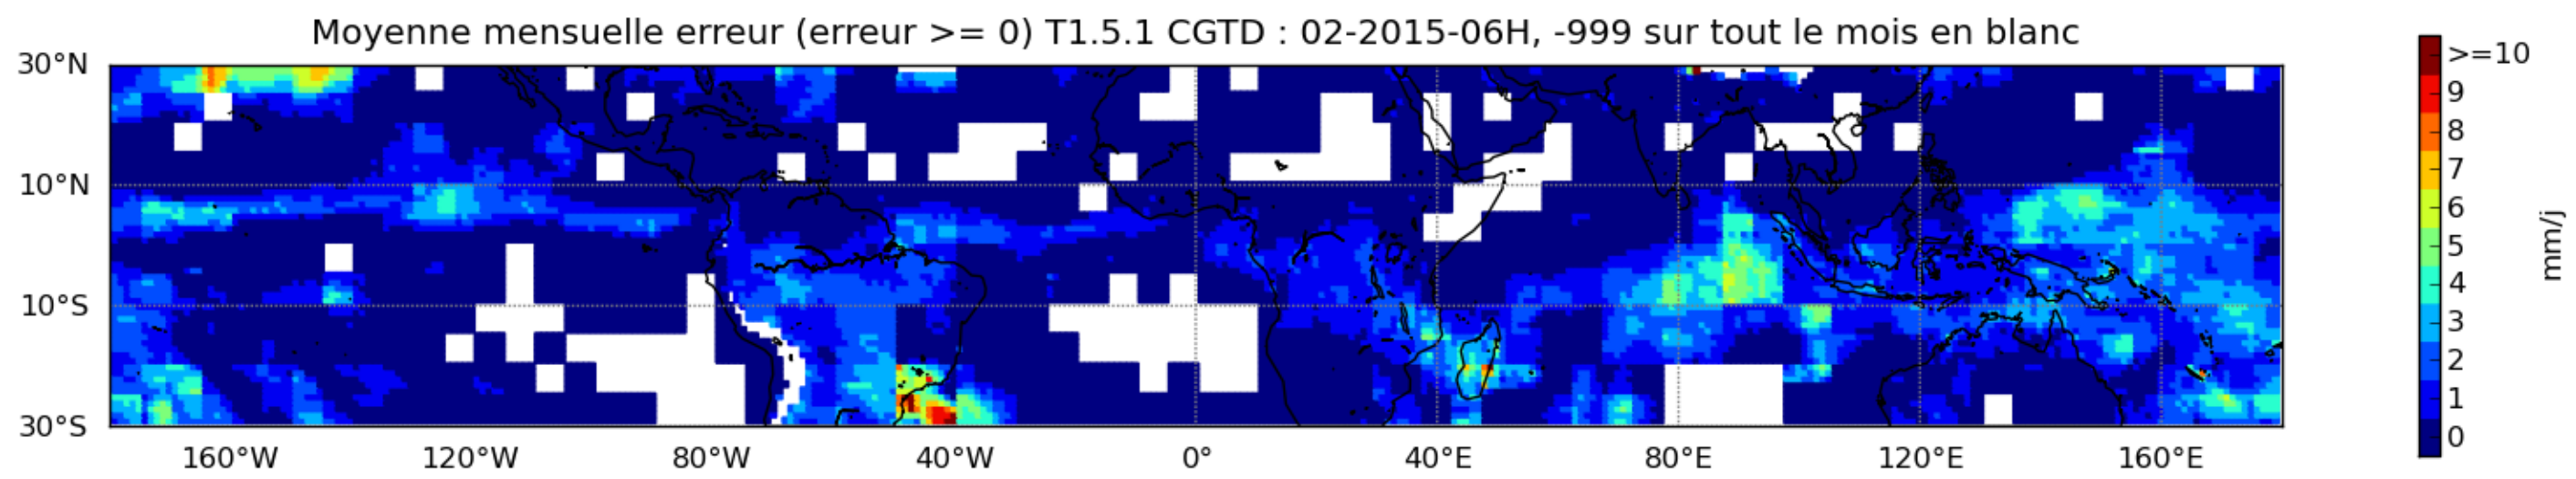 Moyenne mensuelle erreur (erreur >= 0) T1.5.1 CGTD : 02-2015-06H, -999 sur tout le mois en blanc
30°N
10°N
10°S
30°S
160°W 120°W 80°W 40°W 0° 40°E 80°E 120°E 160°E
>=10
9
8
7
6
5
4
3
2
1
0
mm/j